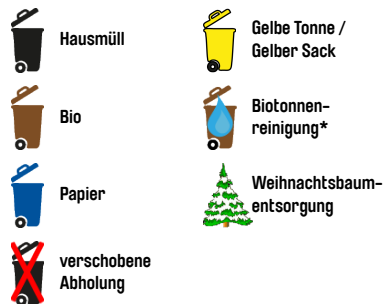 Hausmüll
Gelbe Tonne /
Gelber Sack
Bio
Biotonnen-
reinigung*
Papier
Weihnachtsbaum-
entsorgung
verschobene
Abholung